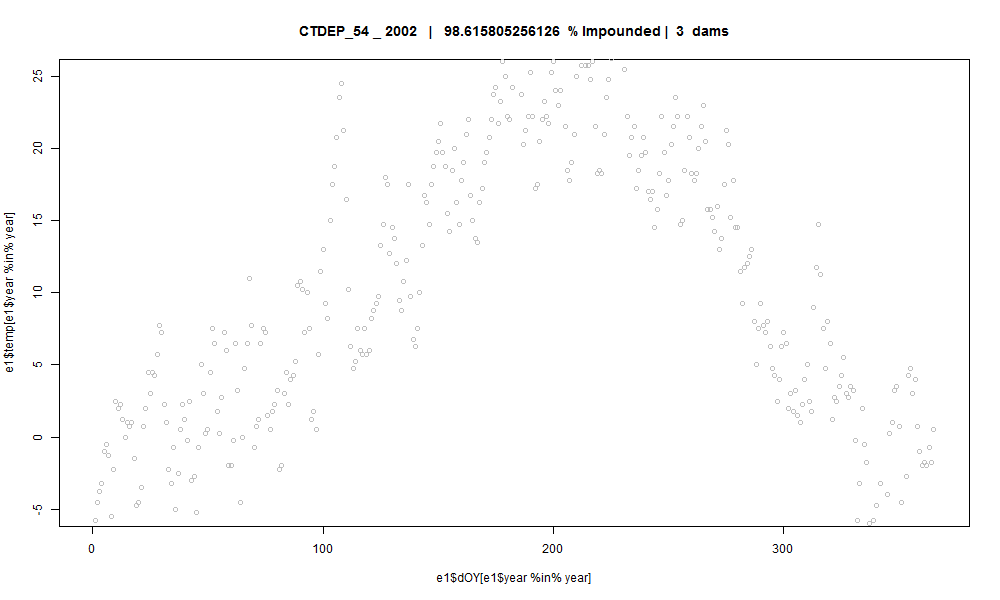 CTDEP_54 _ 2002 | 98.615805256126 % Impounded | 3 dams
e1$temp[e1$year %in% year]
25
20
15
10
5
0
-5
0 100 200 300
e1$dOY[e1$year %in% year]